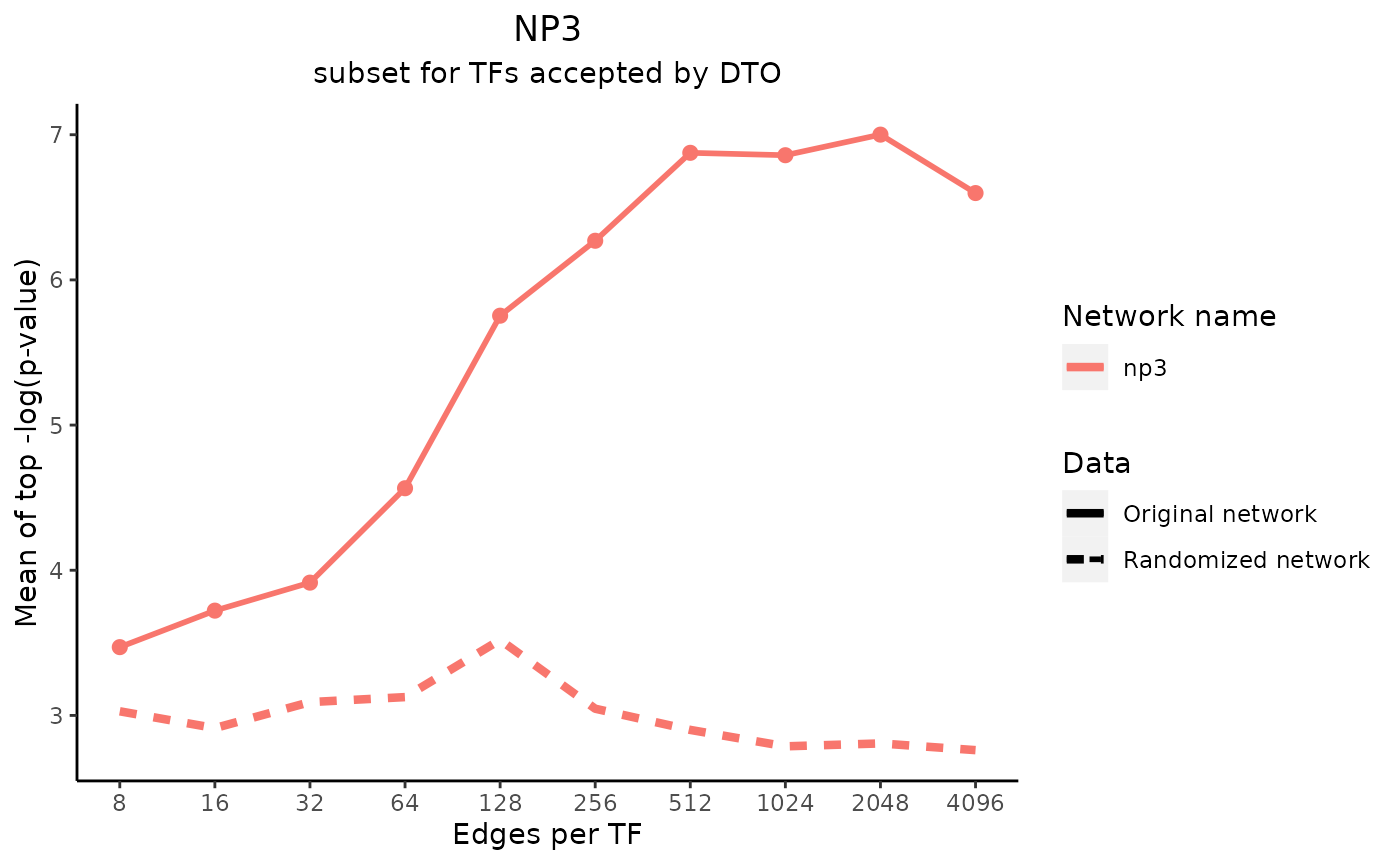 NP3
subset for TFs accepted by DTO
Mean of top -log(p-value)
7
6
5
4
3
8 16 32 64 128 256 512 1024 2048 4096
Edges per TF
Network name
np3
Data
Original network
Randomized network